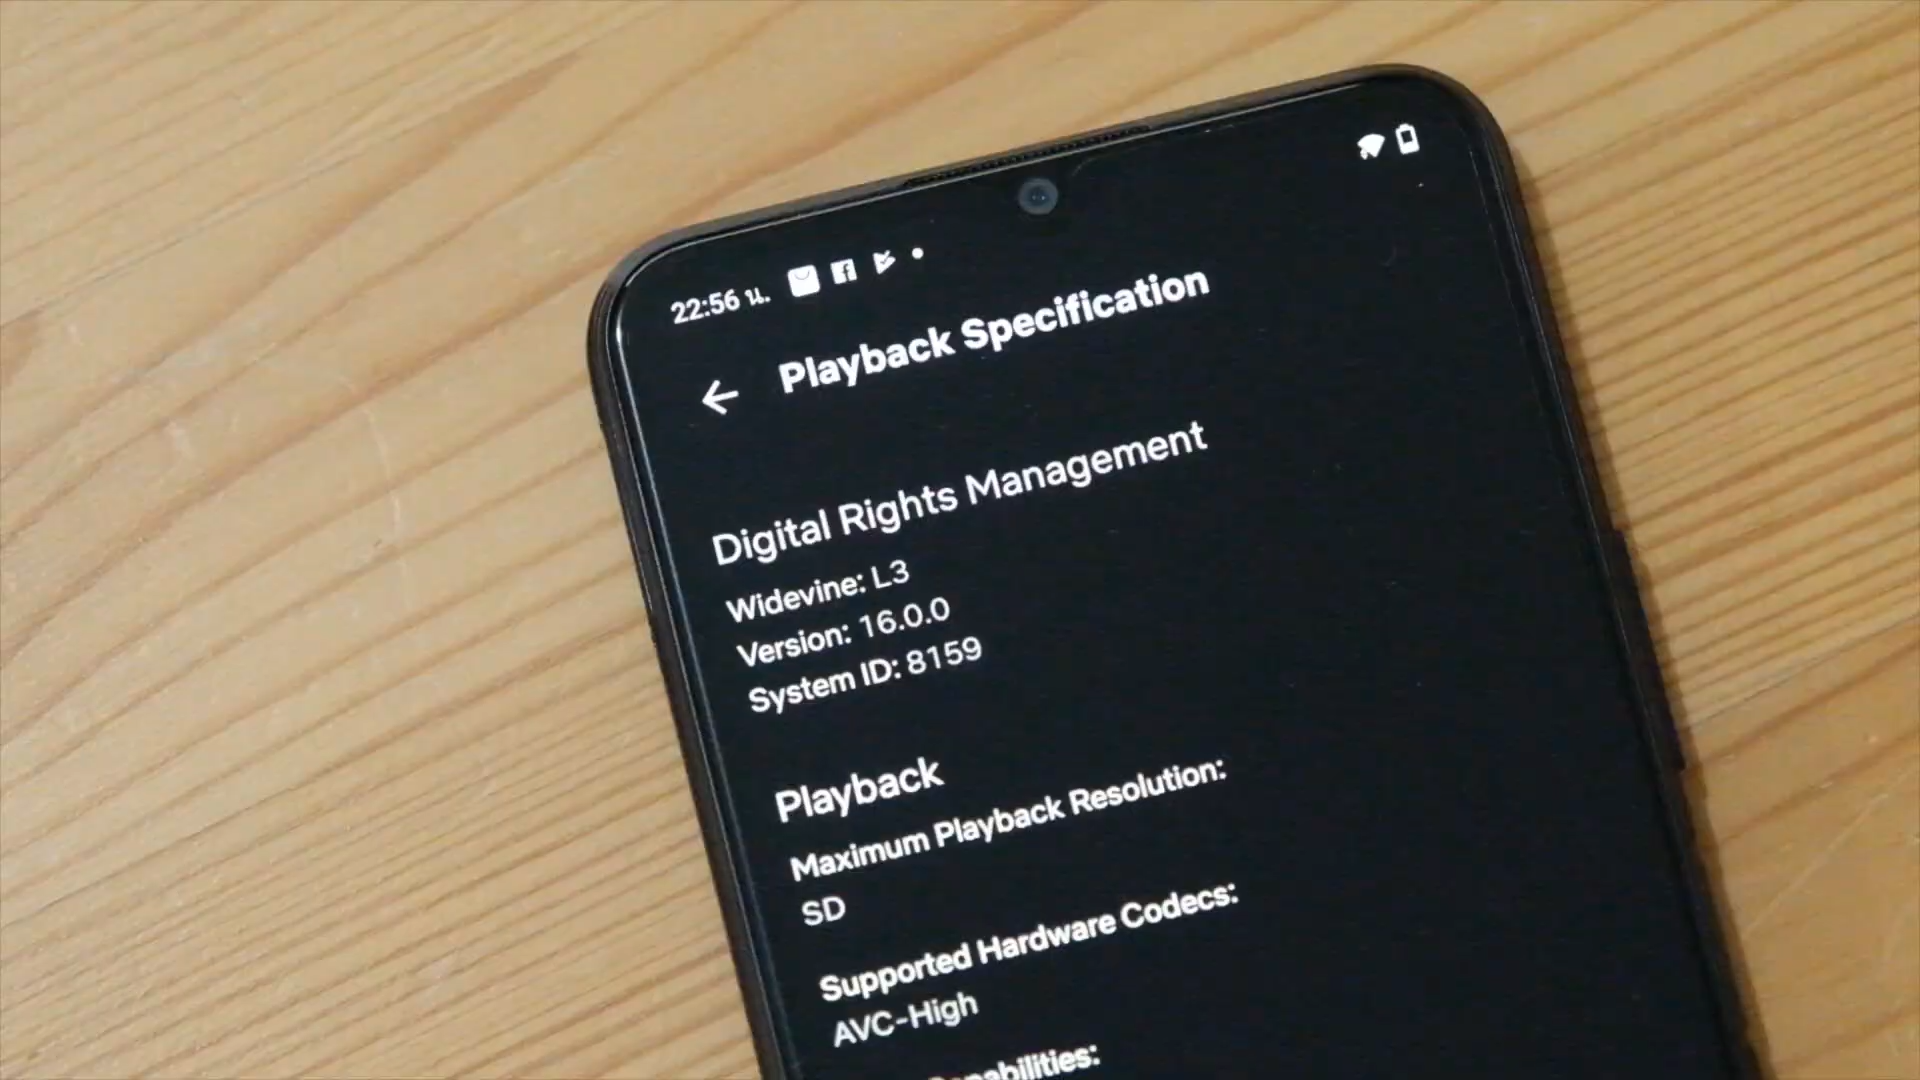 22:56 น.
Playback Specification
Digital Rights Management
Widevine: L3
Version: 16.0.0
System ID: 8159
Playback
Maximum Playback Resolution:
SD
Supported Hardware Codecs:
AVC-High